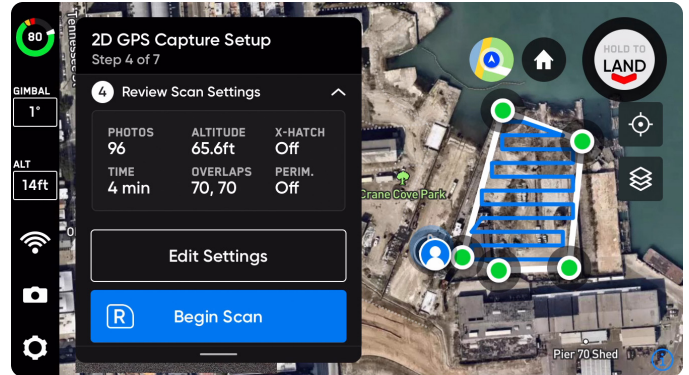 80
GIMBAL
1°
ALT
14ft
2D GPS Capture Setup
Step 4 of 7
4 Review Scan Settings
PHOTOS ALTITUDE X-HATCH
96 65.6ft Off
TIME OVERLAPS PERIM.
4 min 70, 70 Off
Edit Settings
R Begin Scan
HOLD TO
LAND
Crane Cove Park
Pier 70 Shed